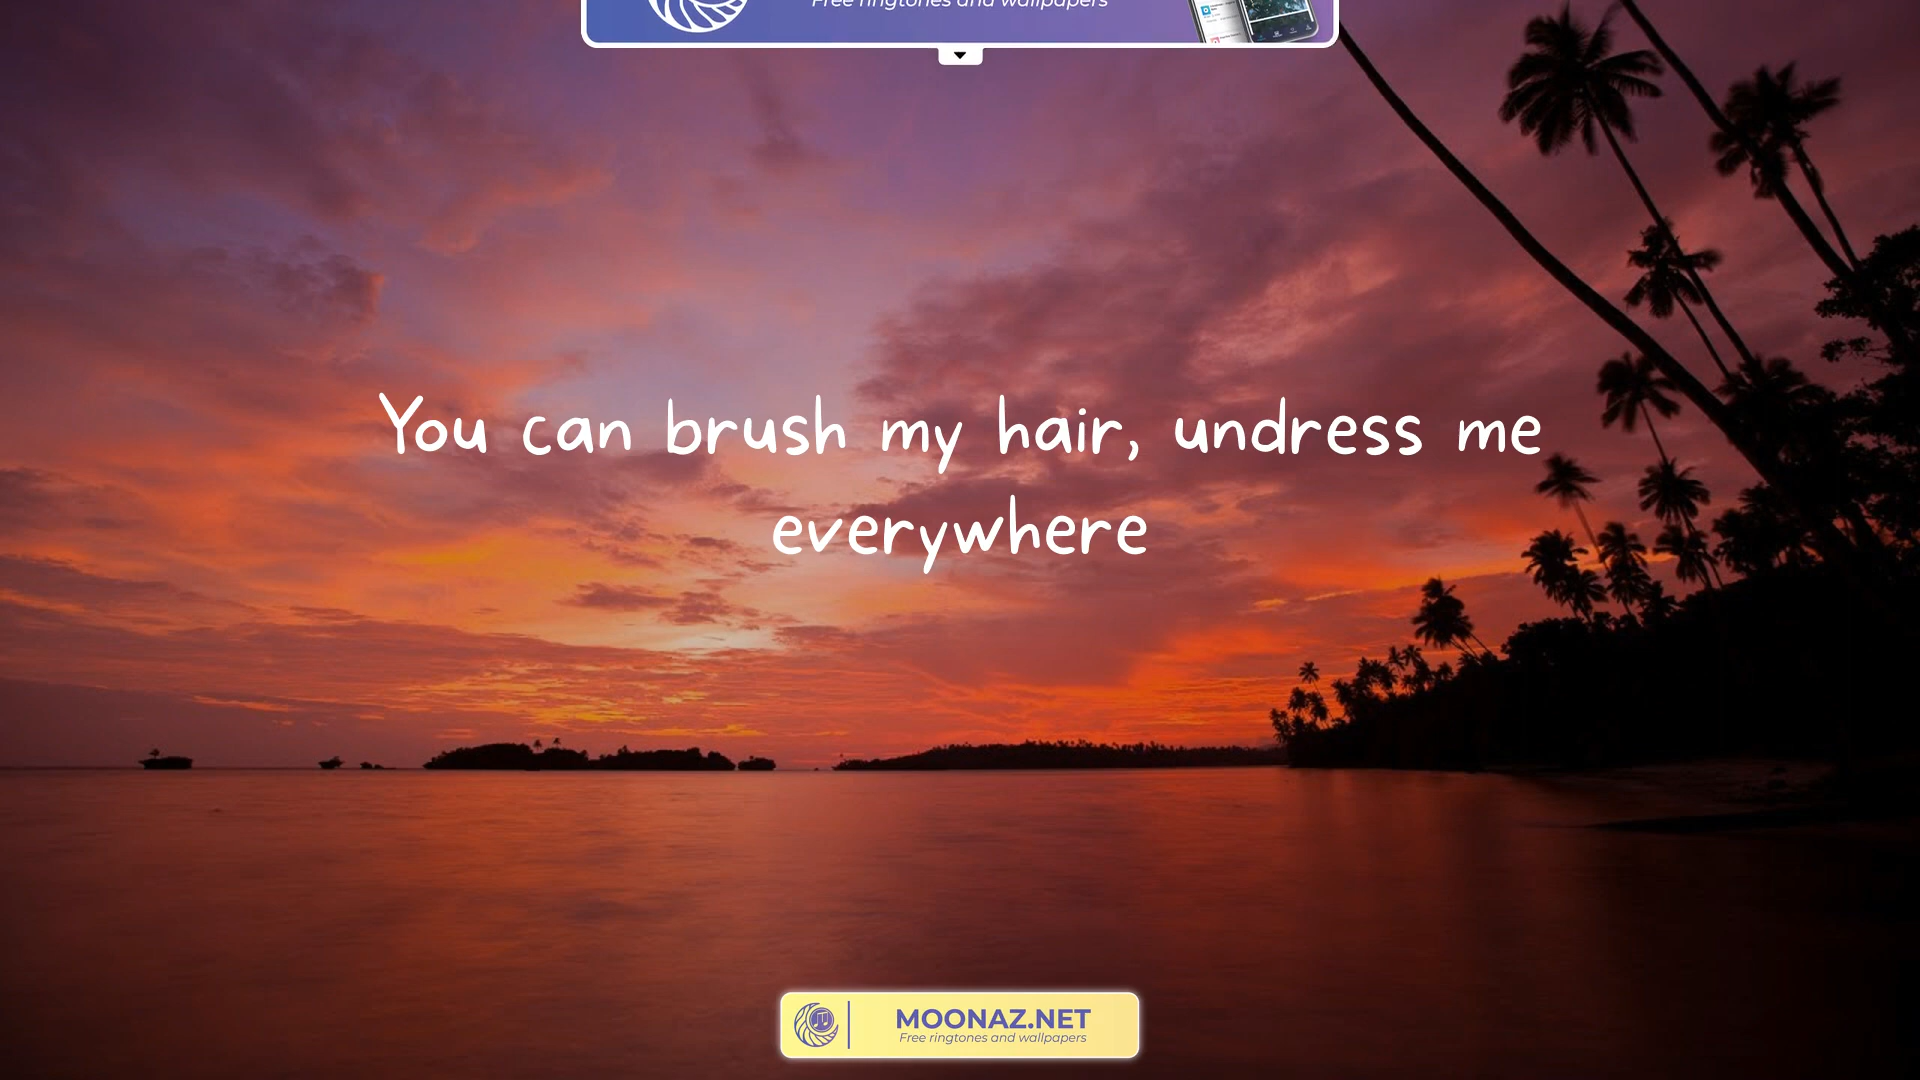 Free ringtones and wallpapers
You can brush my hair, undress me
everywhere
MOONAZ.NET
Free ringtones and wallpapers